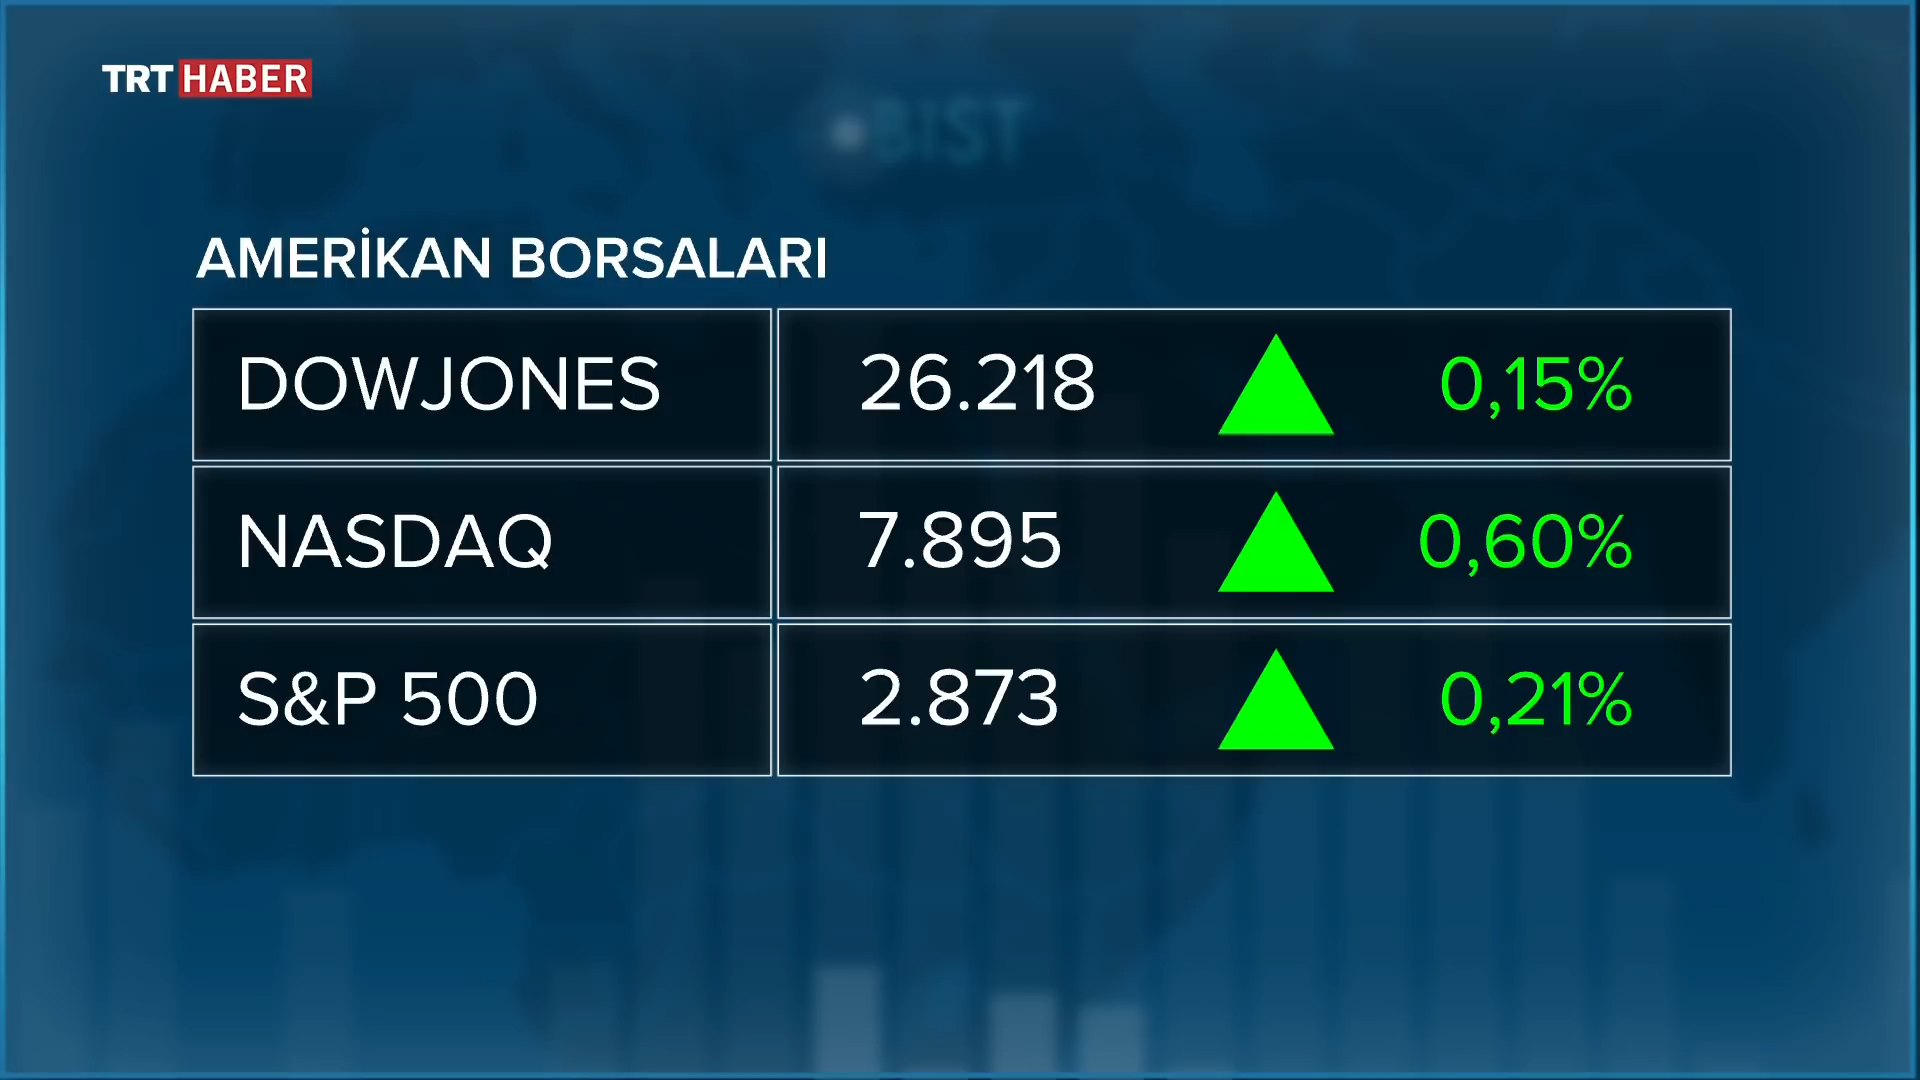 TRT HABER
BIST
AMERİKAN BORSALARI
DOWJONES 26.218 0,15%
NASDAQ 7.895 0,60%
S&P 500 2.873 0,21%